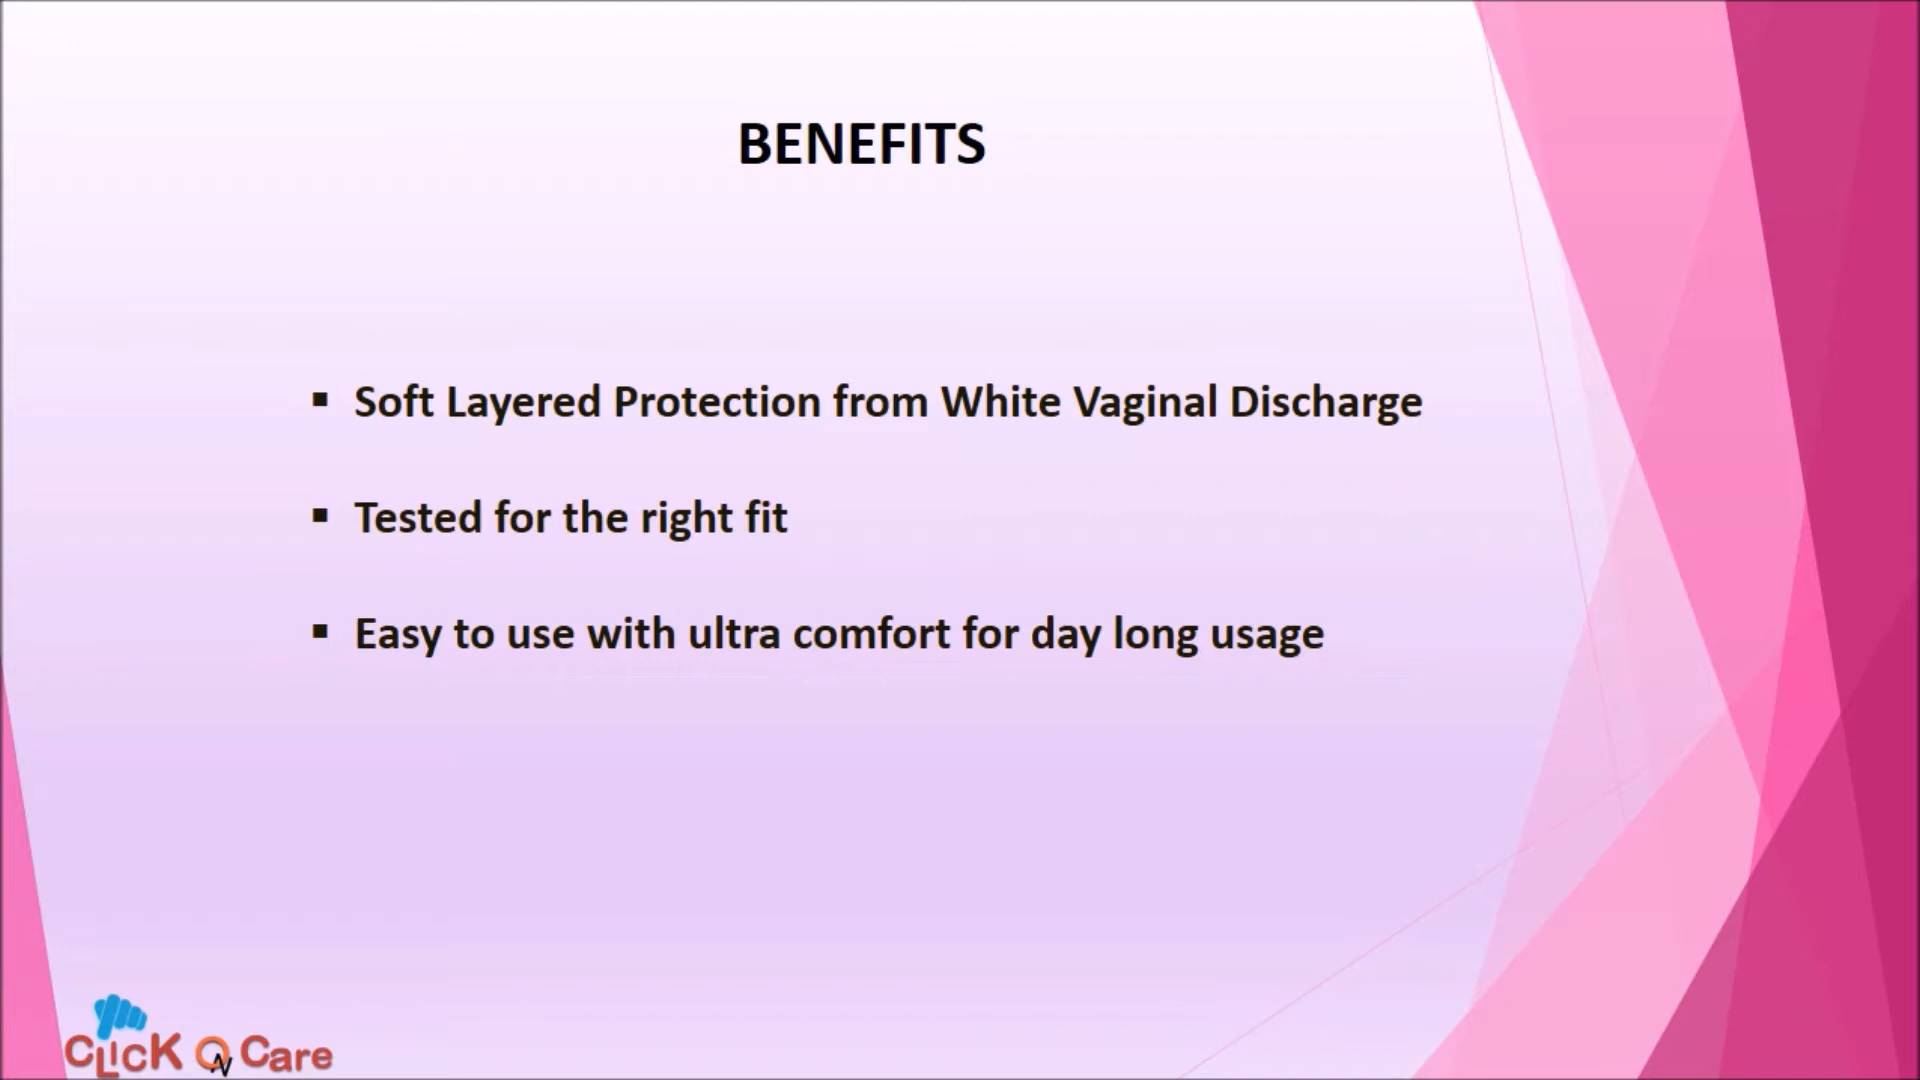 BENEFITS
▪ Soft Layered Protection from White Vaginal Discharge
▪ Tested for the right fit
▪ Easy to use with ultra comfort for day long usage
CLicK ON Care